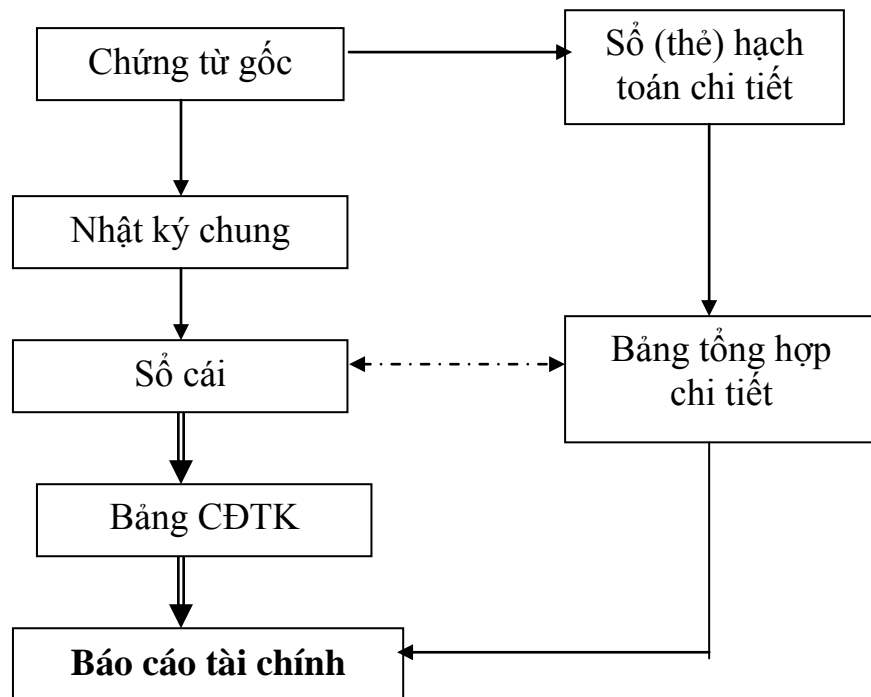 Chứng từ gốc
Sổ (thẻ) hạch
toán chi tiết
Nhật ký chung
Sổ cái
Bảng tổng hợp
chi tiết
Bảng CĐTK
Báo cáo tài chính